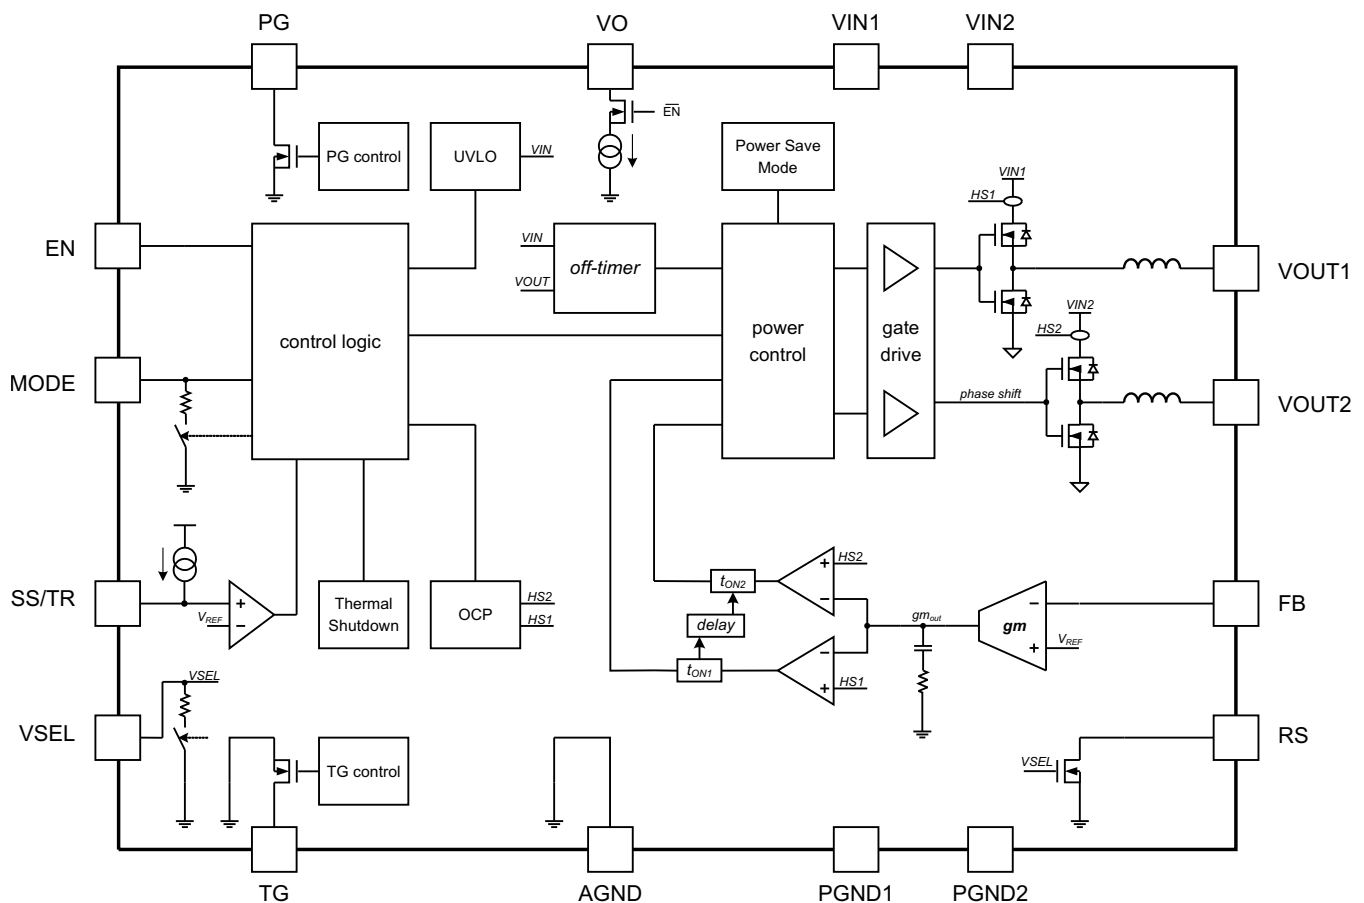 PG
VO
VIN1
VIN2
EN
PG control
UVLO
VIN
Power Save
Mode
VIN1
HS1
EN
VIN
VOUT
off-timer
VOUT1
control logic
power
control
gate
drive
VIN2
HS2
MODE
phase shift
VOUT2
SS/TR
+
VREF
−
Thermal
Shutdown
OCP
HS2
HS1
tON2
+
HS2
−
delay
gmout
−
gm
VREF
+
FB
tON1
−
+
HS1
VSEL
VSEL
TG control
VSEL
RS
TG
AGND
PGND1
PGND2